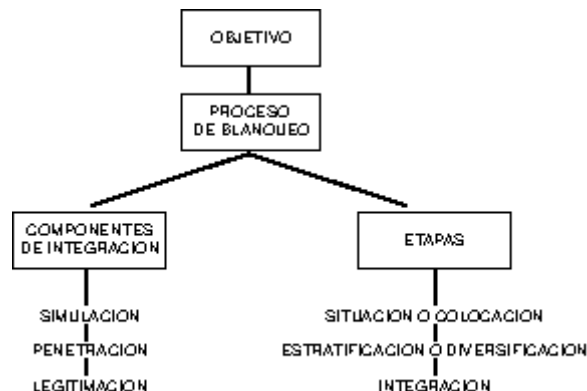 OBJETIVO
PROCESO
DE BLANQUEO
COMPONENTES
DE INTEGRACION
SIMULACION
PENETRACION
LEGITIMACION
ETAPAS
SITUACION O COLOCACION
ESTRATIFICACION O DIVERSIFICACION
INTEGRACION